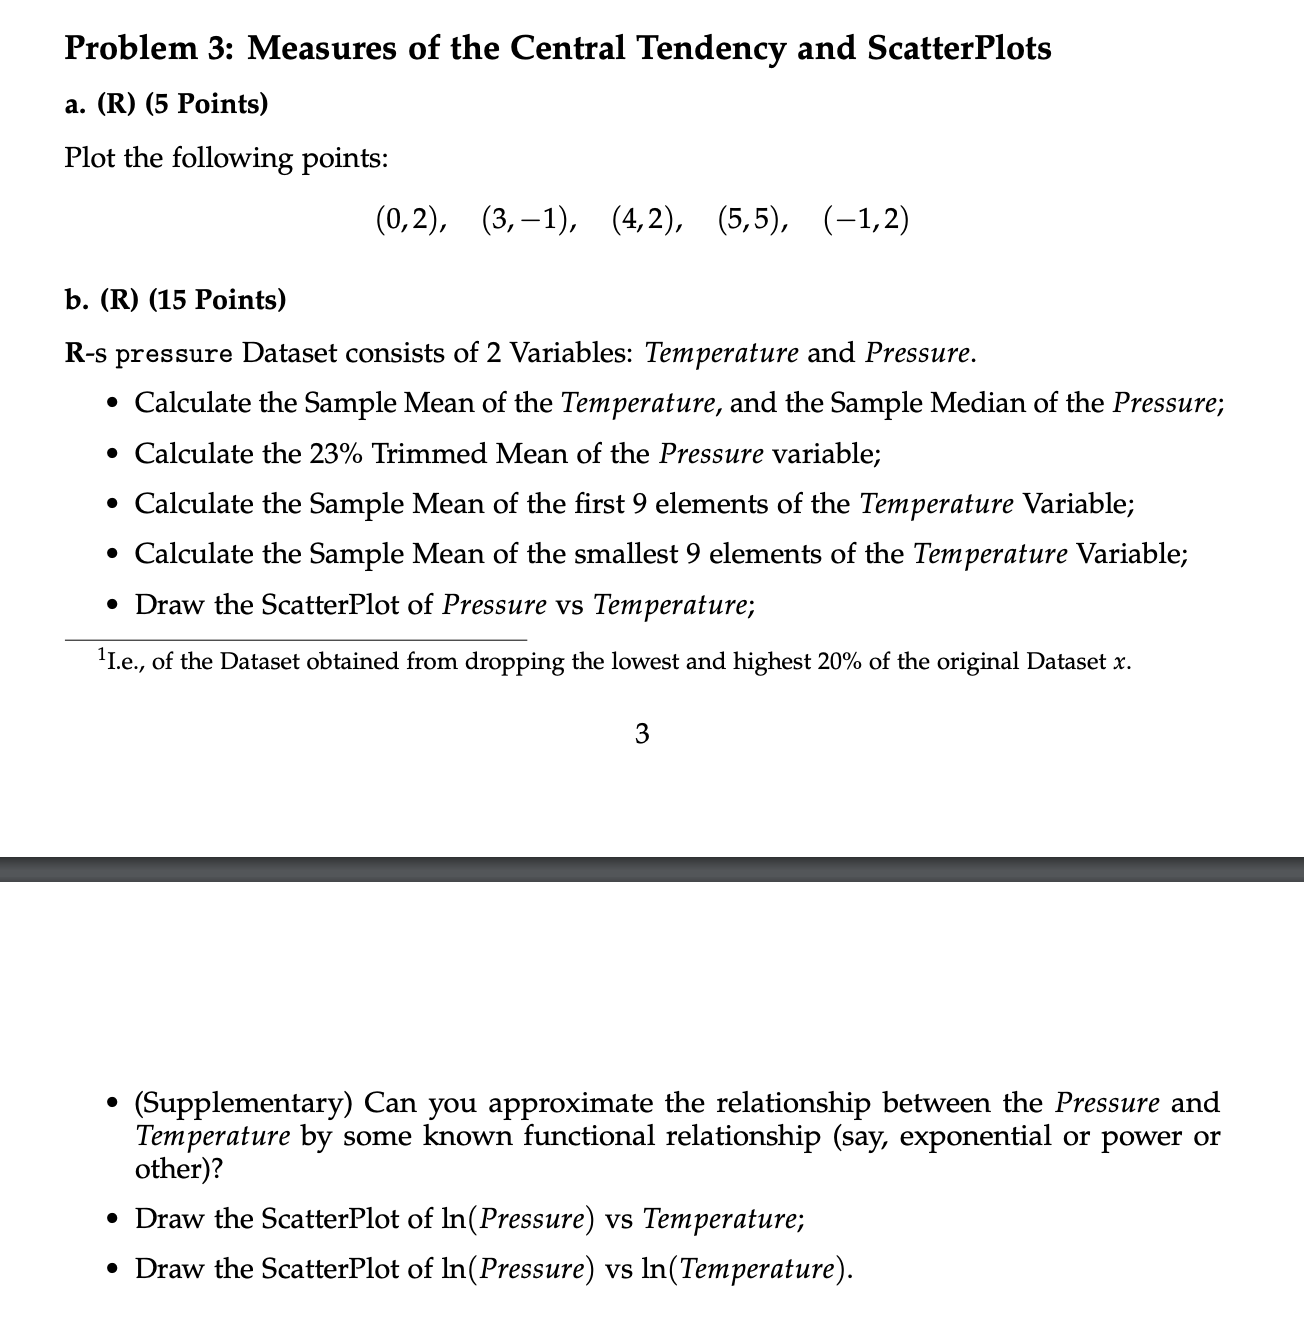 Problem 3: Measures of the Central Tendency and ScatterPlots
a. (R) (5 Points)
Plot the following points:
(0, 2), (3, −1), (4, 2), (5, 5), (−1, 2)
b. (R) (15 Points)
R-s pressure Dataset consists of 2 Variables: Temperature and Pressure.
• Calculate the Sample Mean of the Temperature, and the Sample Median of the Pressure;
• Calculate the 23% Trimmed Mean of the Pressure variable;
• Calculate the Sample Mean of the first 9 elements of the Temperature Variable;
• Calculate the Sample Mean of the smallest 9 elements of the Temperature Variable;
• Draw the ScatterPlot of Pressure vs Temperature;
¹I.e., of the Dataset obtained from dropping the lowest and highest 20% of the original Dataset x.
3
• (Supplementary) Can you approximate the relationship between the Pressure and
Temperature by some known functional relationship (say, exponential or power or
other)?
• Draw the ScatterPlot of ln(Pressure) vs Temperature;
• Draw the ScatterPlot of ln(Pressure) vs ln(Temperature).